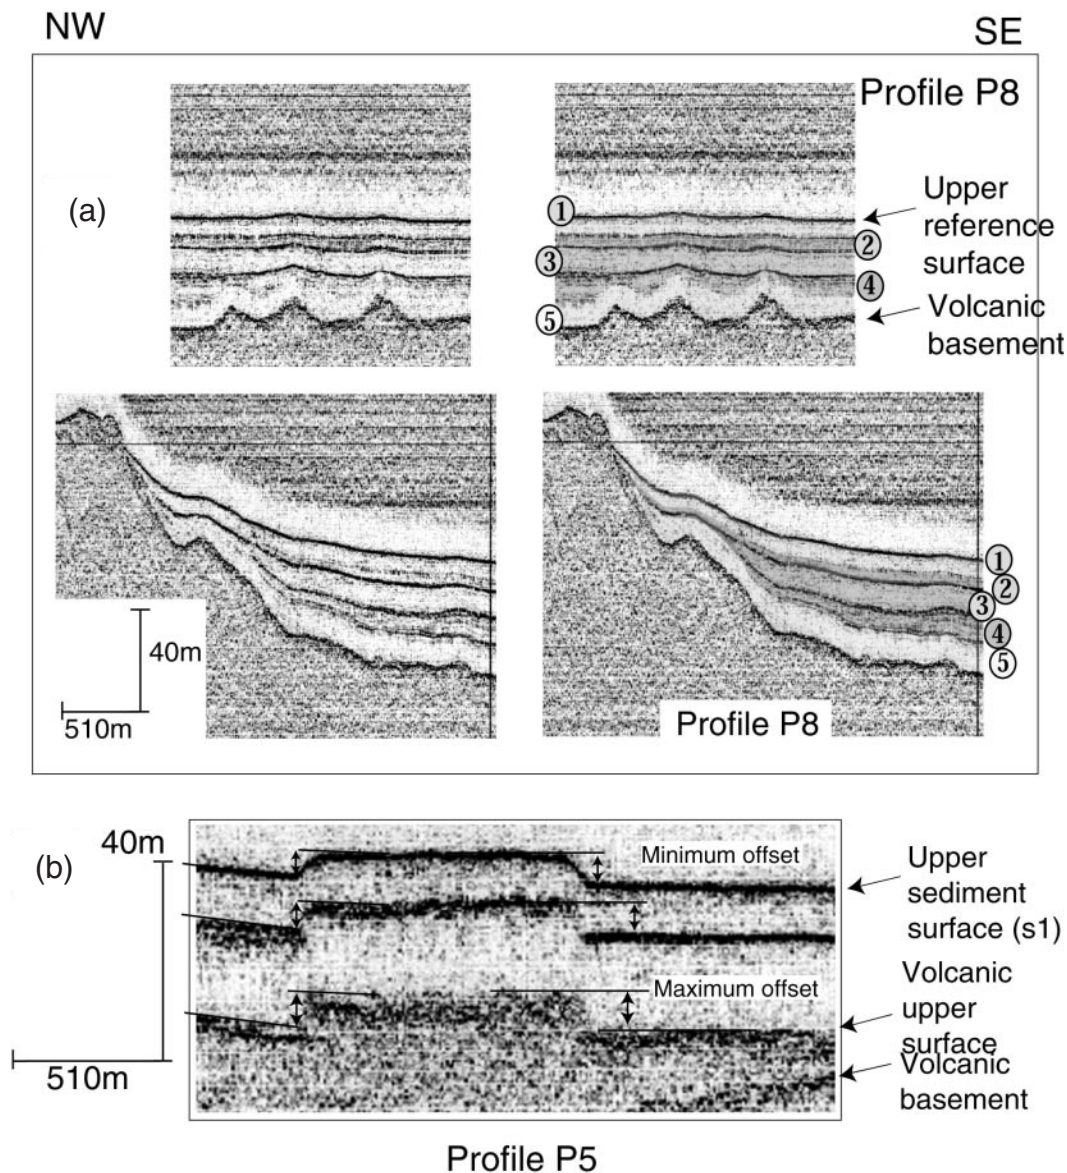 NW
SE
Profile P8
(a)
1
2
3
4
5
Upper
reference
surface
Volcanic
basement
1
2
3
4
5
40m
510m
Profile P8
(b)
40m
510m
Minimum offset
Maximum offset
Upper
sediment
surface (s1)
Volcanic
upper
surface
Volcanic
basement
Profile P5